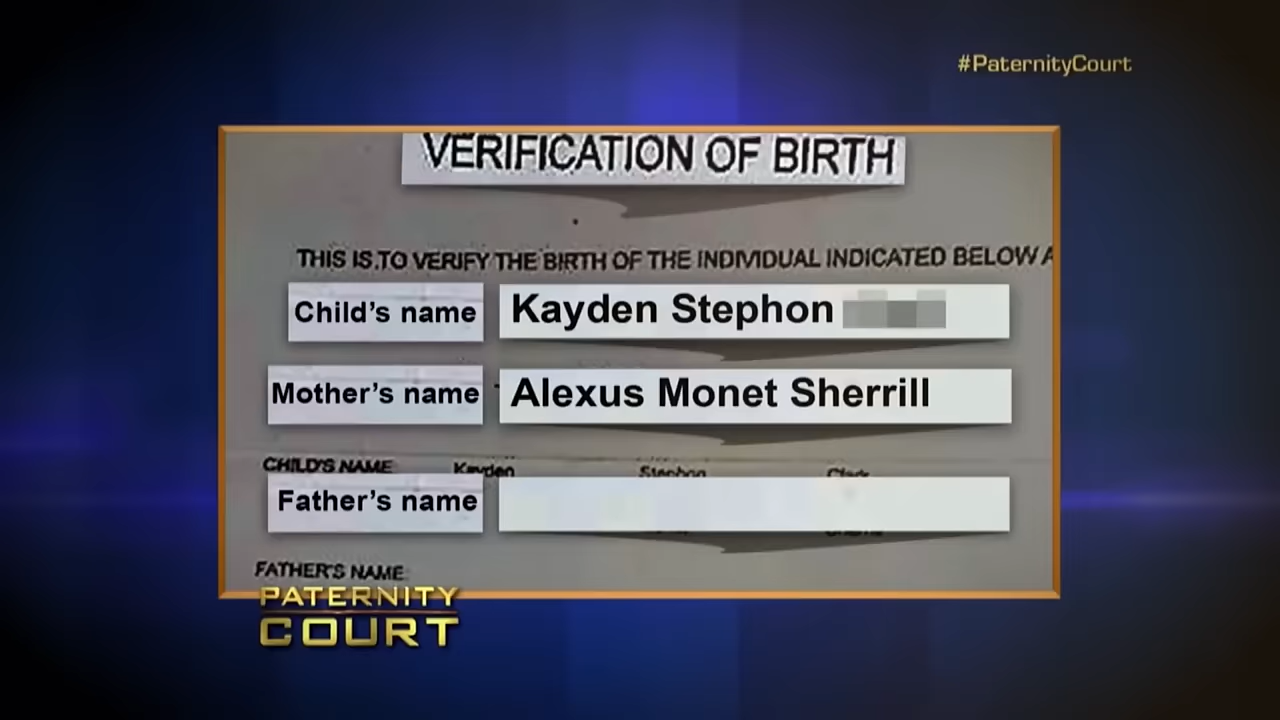 #PaternityCourt
VERIFICATION OF BIRTH
THIS IS TO VERIFY THE BIRTH OF THE INDIVIDUAL INDICATED BELOW A
Child's name Kayden Stephon
Mother's name Alexus Monet Sherrill
CHILD'S NAME Kayden Stephon
Father's name
FATHER'S NAME:
PATERNITY
COURT